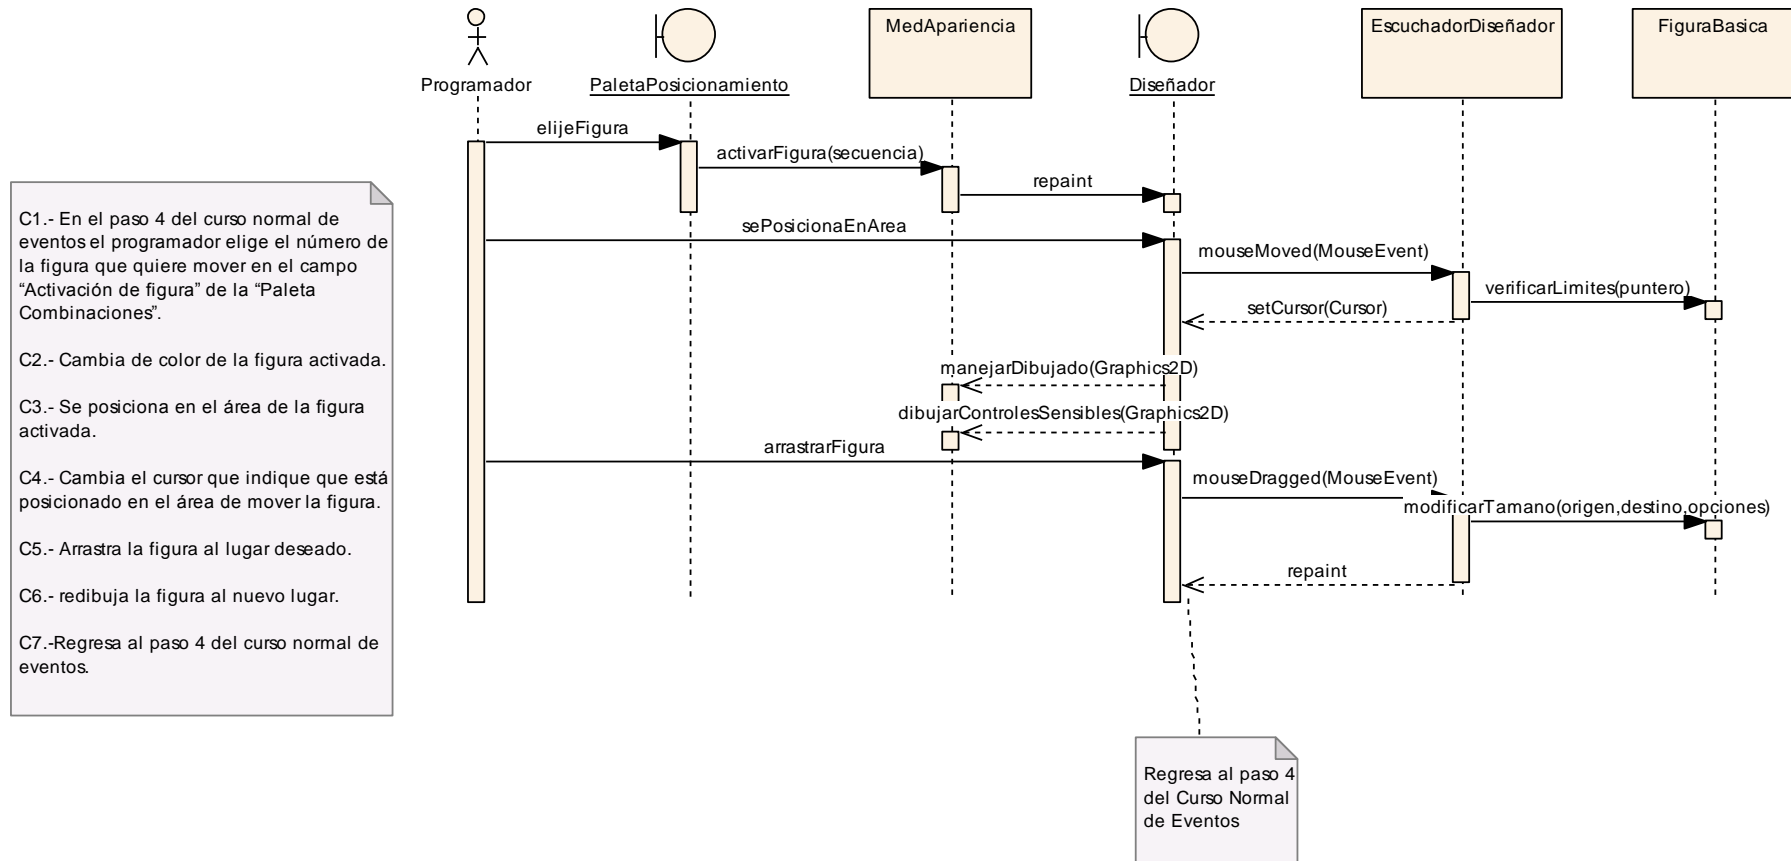 MedApariencia
EscuchadorDiseñador
FiguraBasica
Programador
PaletaPosicionamiento
Diseñador
elijeFigura
activarFigura(secuencia)
repaint
sePosicionaEnArea
mouseMoved(MouseEvent)
verificarLimites(puntero)
setCursor(Cursor)
manejarDibujado(Graphics2D)
dibujarControlesSensibles(Graphics2D)
arrastrarFigura
mouseDragged(MouseEvent)
modificarTamano(origen,destino,opciones)
repaint
C1.- En el paso 4 del curso normal de
eventos el programador elige el número de
la figura que quiere mover en el campo
“Activación de figura” de la “Paleta
Combinaciones”.
C2.- Cambia de color de la figura activada.
C3.- Se posiciona en el área de la figura
activada.
C4.- Cambia el cursor que indique que está
posicionado en el área de mover la figura.
C5.- Arrastra la figura al lugar deseado.
C6.- redibuja la figura al nuevo lugar.
C7.-Regresa al paso 4 del curso normal de
eventos.
Regresa al paso 4
del Curso Normal
de Eventos